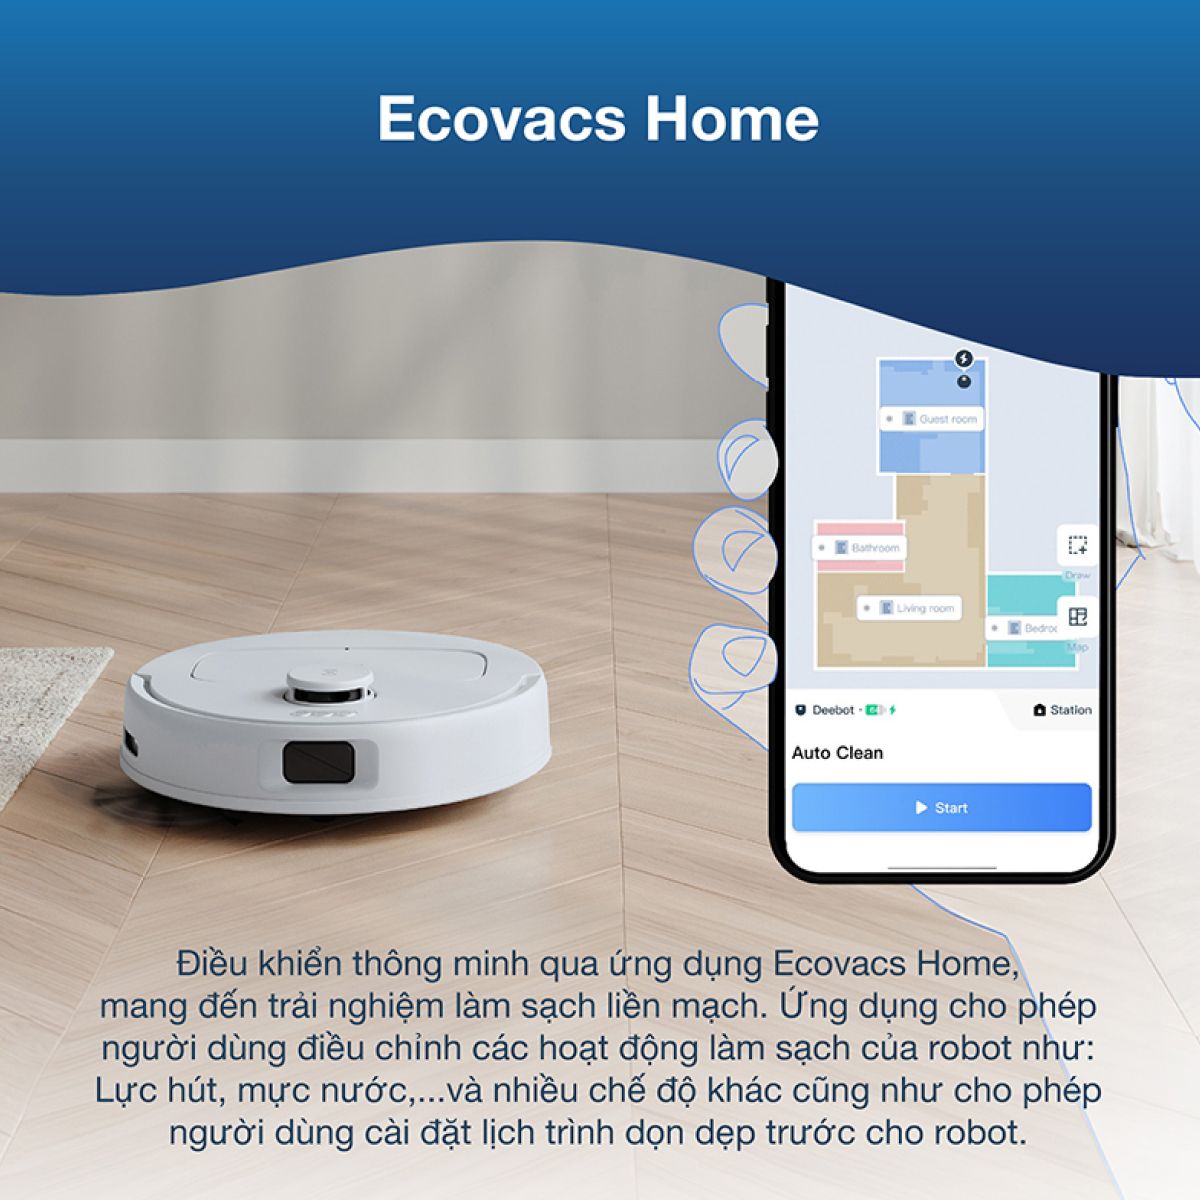 Ecovacs Home
Guest room
Bathroom
Living room
Bedroo
Draw
Map
Deebot · 64
Station
Auto Clean
Start
Điều khiển thông minh qua ứng dụng Ecovacs Home,
mang đến trải nghiệm làm sạch liền mạch. Ứng dụng cho phép
người dùng điều chỉnh các hoạt động làm sạch của robot như:
Lực hút, mực nước,...và nhiều chế độ khác cũng như cho phép
người dùng cài đặt lịch trình dọn dẹp trước cho robot.